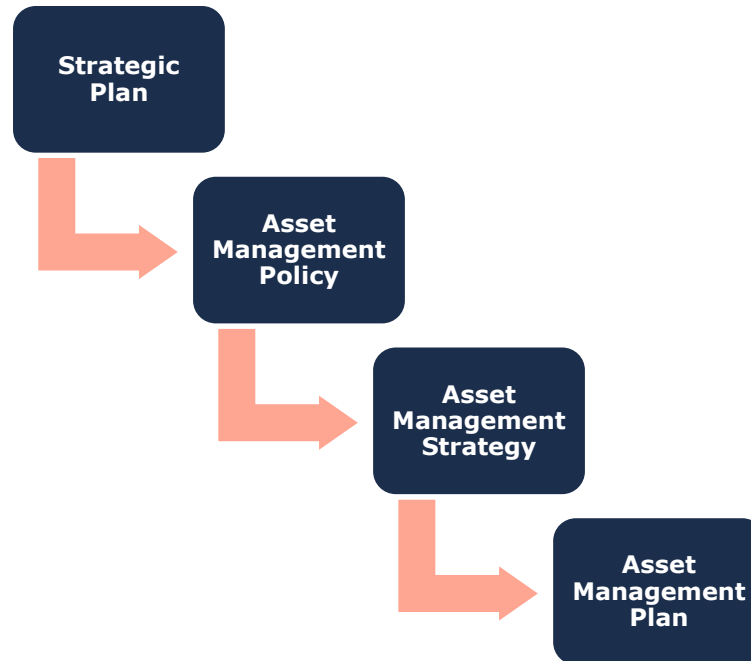 Strategic
Plan
Asset
Management
Policy
Asset
Management
Strategy
Asset
Management
Plan